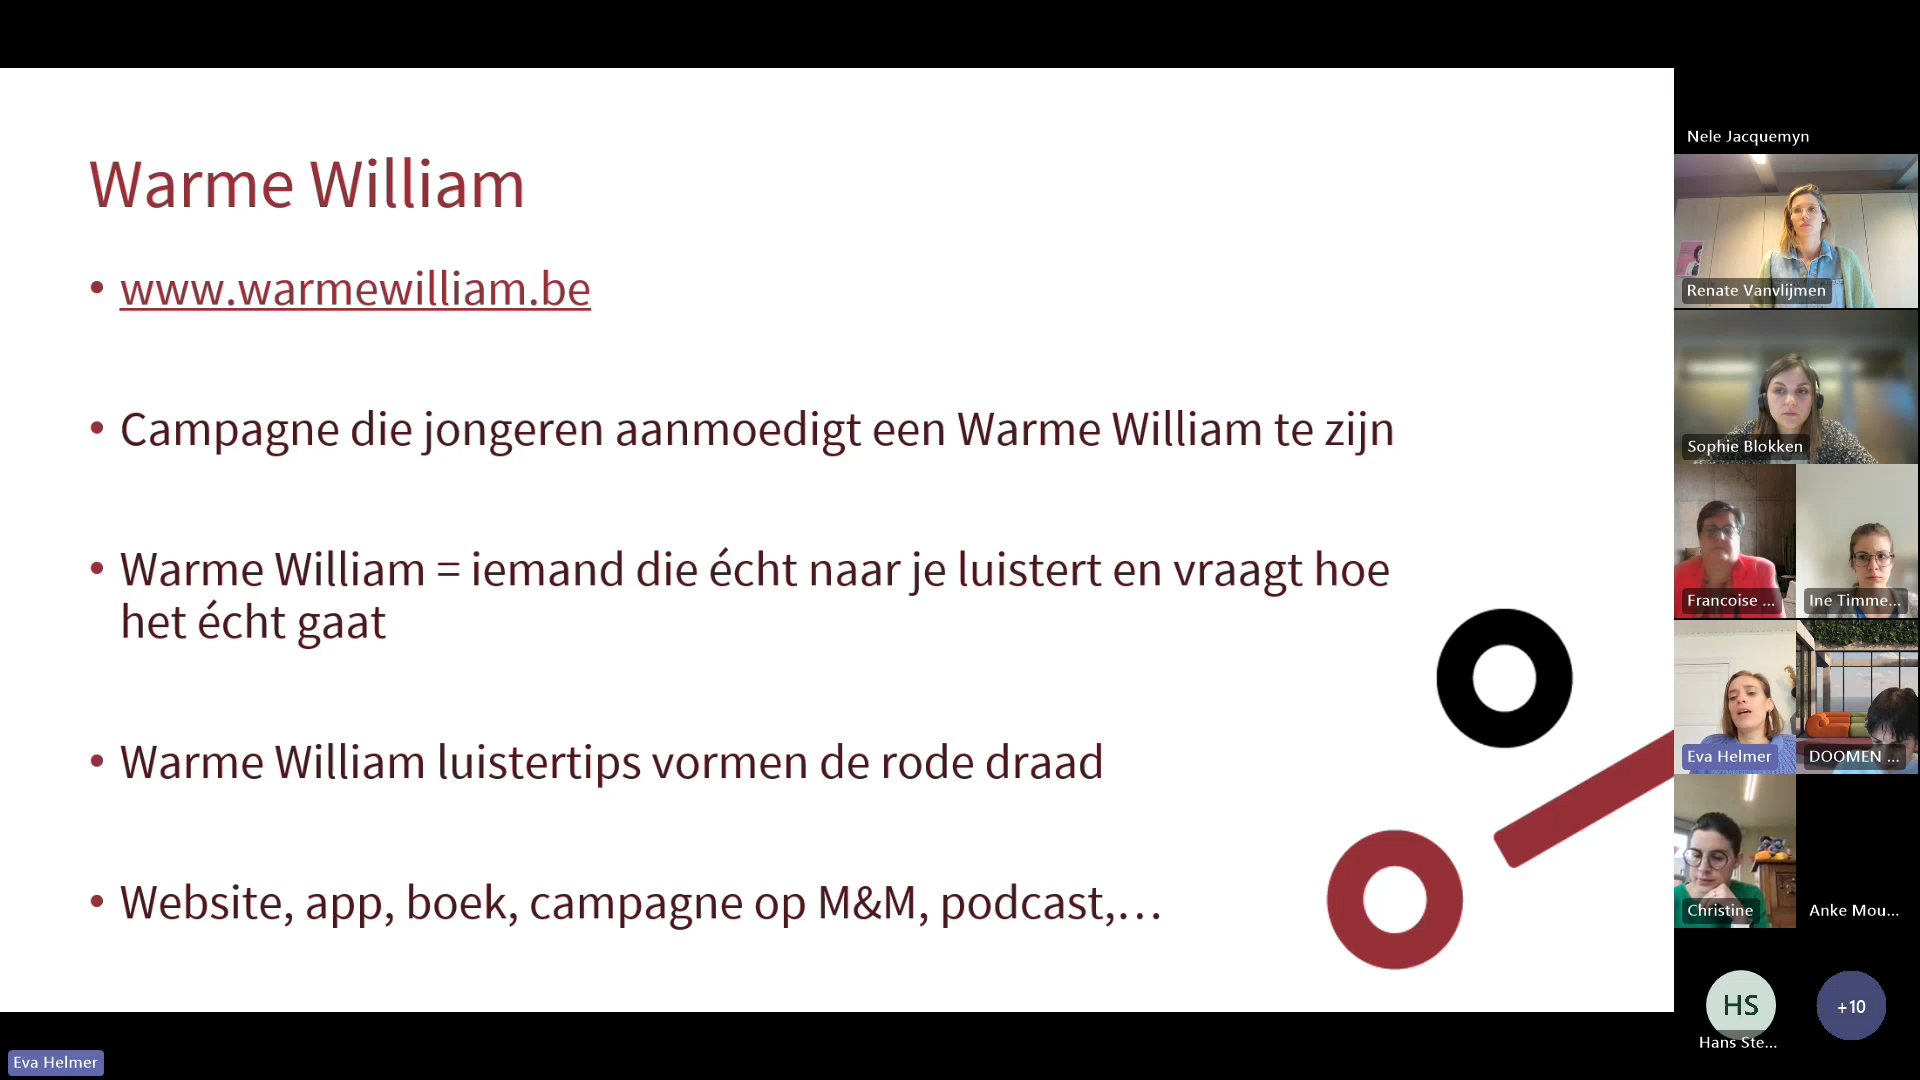 Warme William
• www.warmewilliam.be
• Campagne die jongeren aanmoedigt een Warme William te zijn
• Warme William = iemand die écht naar je luistert en vraagt hoe
het écht gaat
• Warme William luistertips vormen de rode draad
• Website, app, boek, campagne op M&M, podcast,…
Eva Helmer
Nele Jacquemyn
Renate Vanvlijmen
Sophie Blokken
Francoise ...
Ine Timme...
Eva Helmer
DOOMEN ...
Christine
Anke Mou...
HS
Hans Ste...
+10